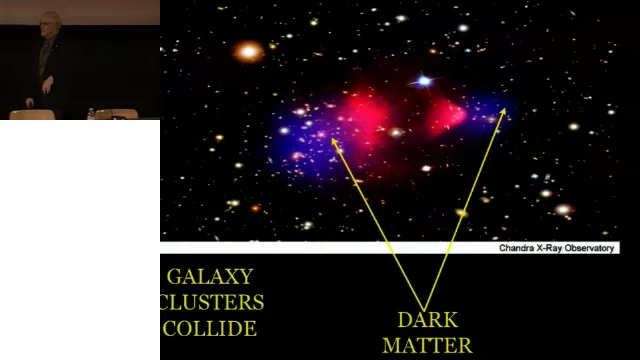 Chandra X-Ray Observatory
GALAXY
CLUSTERS
COLLIDE
DARK
MATTER